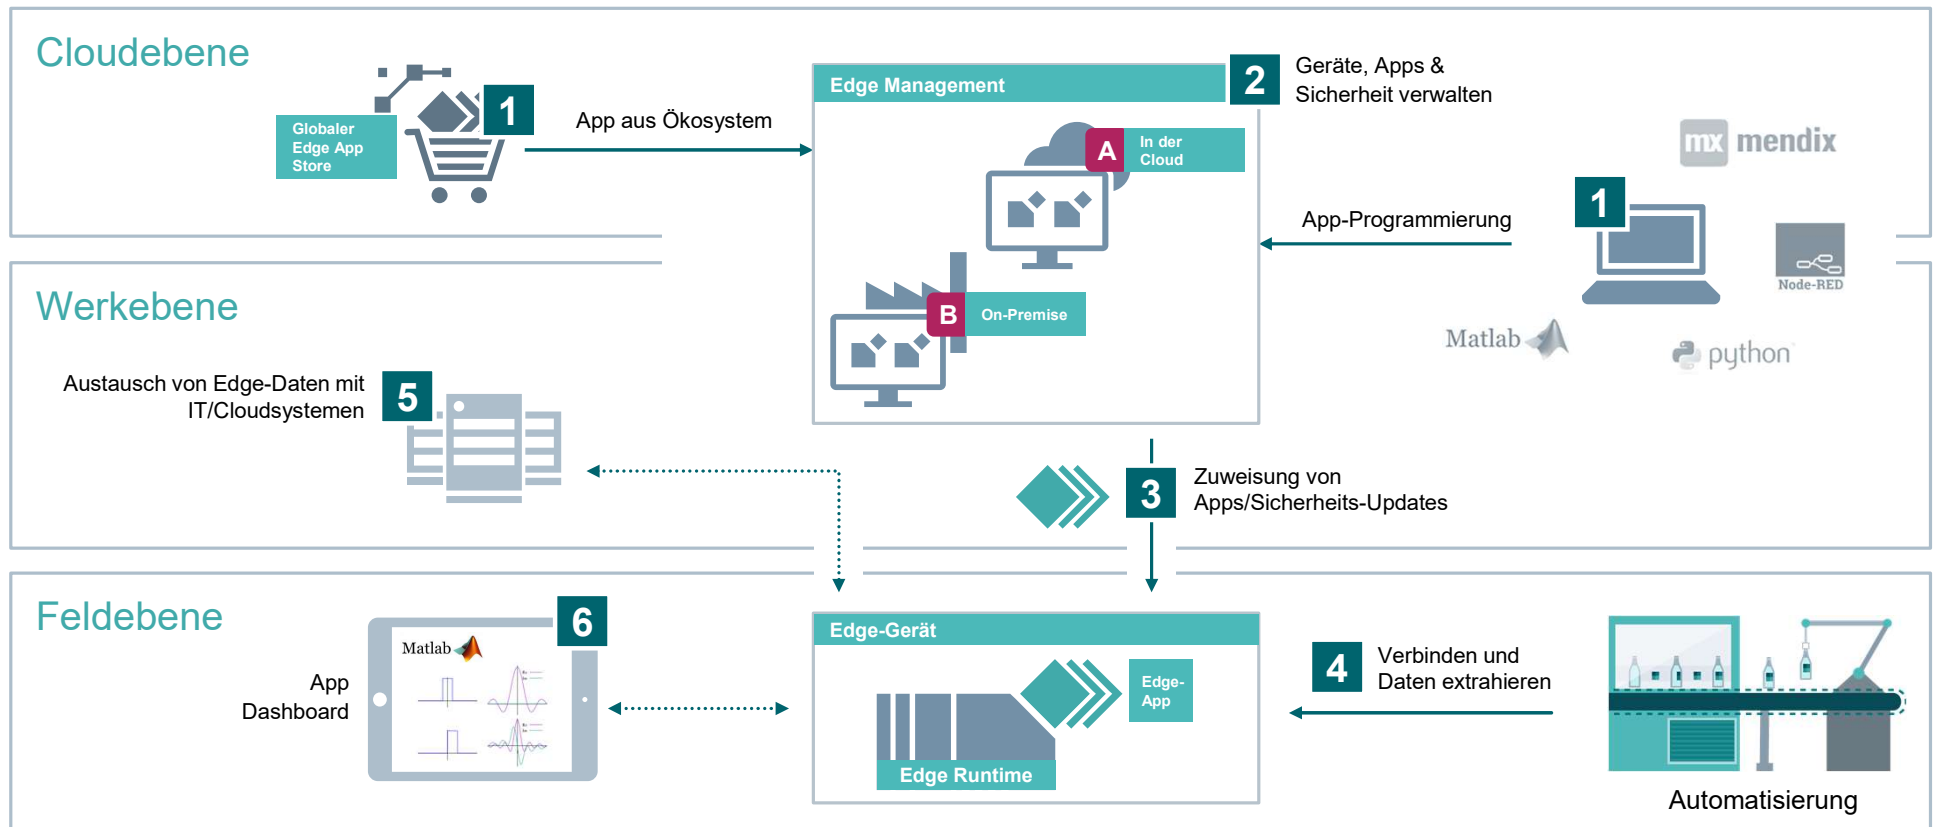 Cloudebene
Globaler
Edge App
Store
1
App aus Ökosystem
Edge Management
2
Geräte, Apps &
Sicherheit verwalten
A
In der
Cloud
mx mendix
1
App-Programmierung
Node-RED
Matlab
python
Werkebene
B
On-Premise
Austausch von Edge-Daten mit
IT/Cloudsystemen
5
3
Zuweisung von
Apps/Sicherheits-Updates
Feldebene
App
Dashboard
6
Matlab
Edge-Gerät
Edge-
App
Edge Runtime
4
Verbinden und
Daten extrahieren
Automatisierung